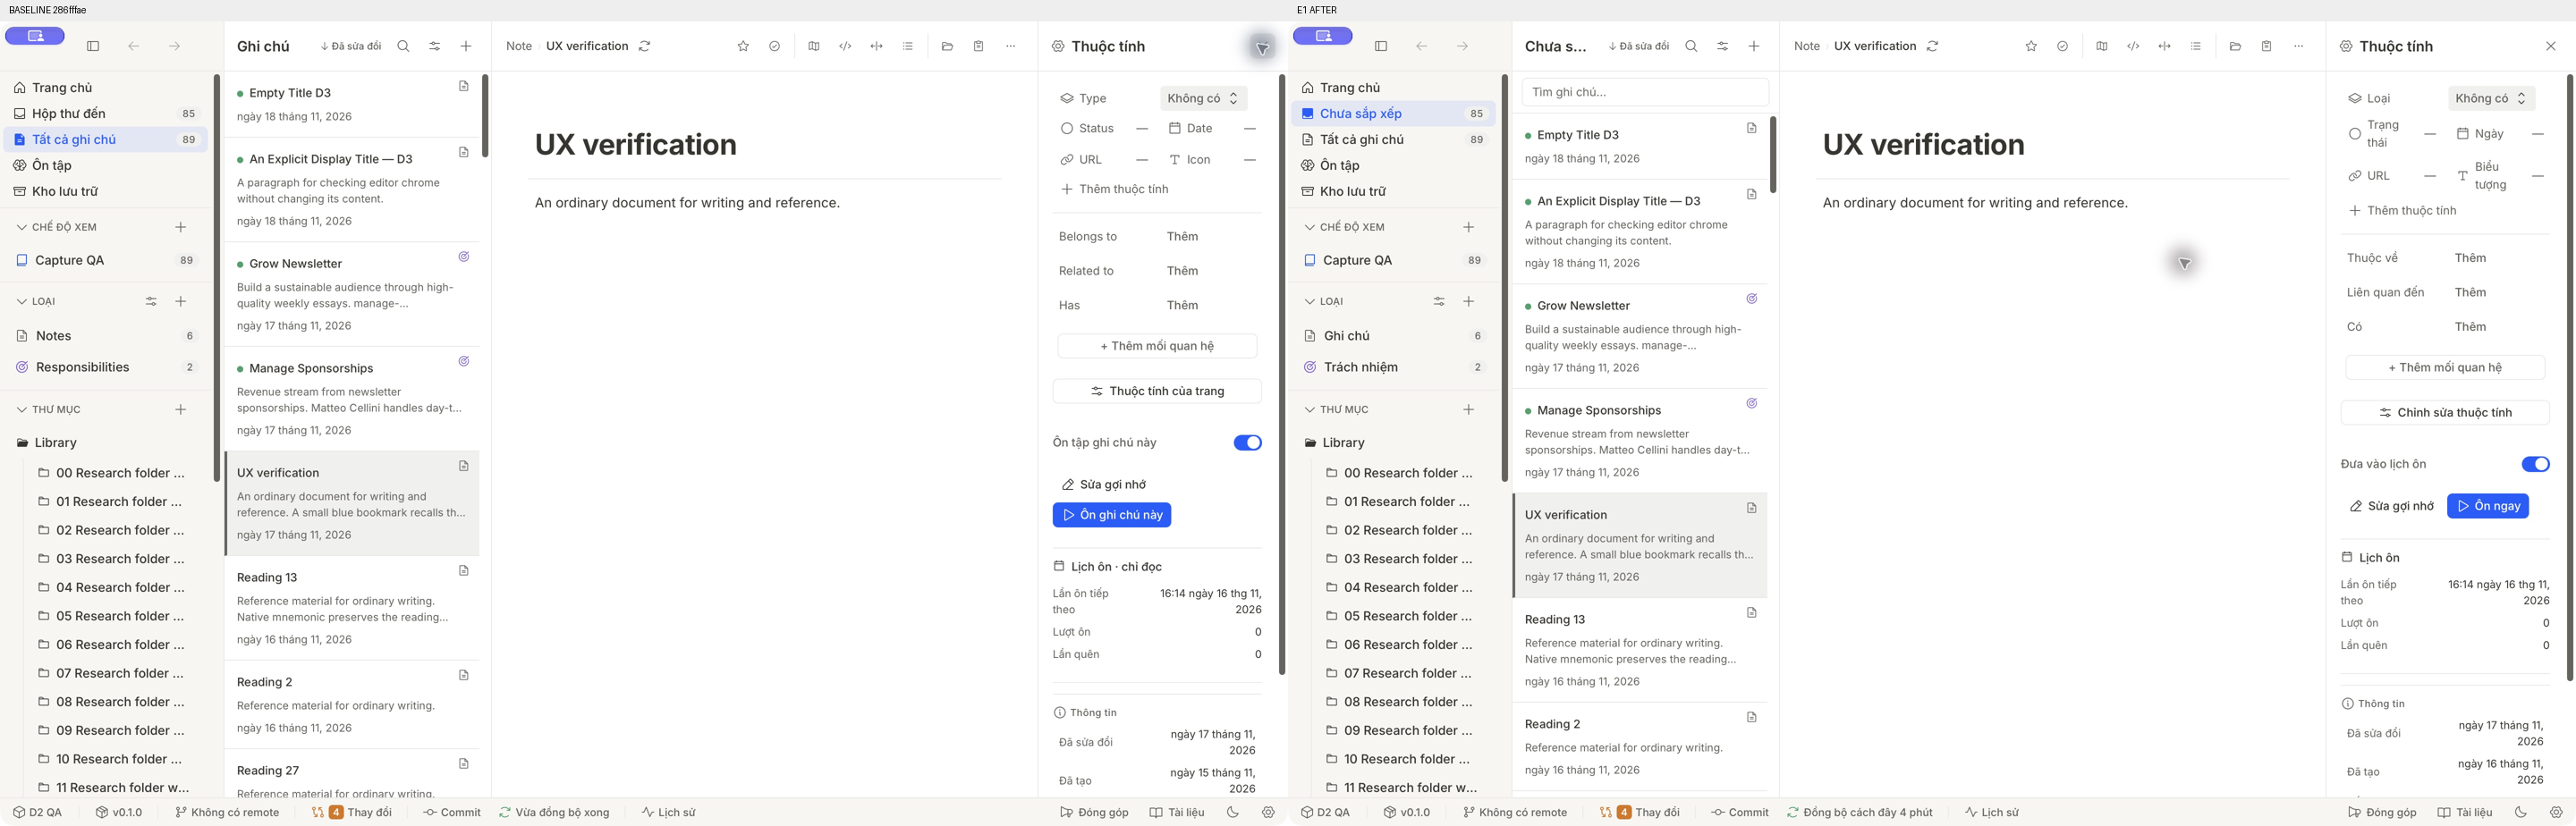 BASELINE 286fffae
Ghi chú
Đã sửa đổi
Trang chủ
Hộp thư đến 85
Tất cả ghi chú 89
Ôn tập
Kho lưu trữ
CHẾ ĐỘ XEM
Capture QA 89
LOẠI
Notes 6
Responsibilities 2
THƯ MỤC
Library
00 Research folder ...
01 Research folder ...
02 Research folder ...
03 Research folder ...
04 Research folder ...
05 Research folder ...
06 Research folder ...
07 Research folder ...
08 Research folder ...
09 Research folder ...
10 Research folder ...
11 Research folder w...
Empty Title D3
ngày 18 tháng 11, 2026
An Explicit Display Title — D3
A paragraph for checking editor chrome
without changing its content.
ngày 18 tháng 11, 2026
Grow Newsletter
Build a sustainable audience through high-
quality weekly essays. manage-...
ngày 17 tháng 11, 2026
Manage Sponsorships
Revenue stream from newsletter
sponsorships. Matteo Cellini handles day-t...
ngày 17 tháng 11, 2026
UX verification
An ordinary document for writing and
reference. A small blue bookmark recalls th...
ngày 17 tháng 11, 2026
Reading 13
Reference material for ordinary writing.
Native mnemonic preserves the reading...
ngày 16 tháng 11, 2026
Reading 2
Reference material for ordinary writing.
ngày 16 tháng 11, 2026
Reading 27
Reference material for ordinary writing.
Note › UX verification
UX verification
An ordinary document for writing and reference.
Thuộc tính
Type Không có
Status — Date —
URL — Icon —
Thêm thuộc tính
Belongs to Thêm
Related to Thêm
Has Thêm
+ Thêm mối quan hệ
Thuộc tính của trang
Ôn tập ghi chú này
Sửa gợi nhớ
Ôn ghi chú này
Lịch ôn · chỉ đọc
Lần ôn tiếp theo 16:14 ngày 16 thg 11, 2026
Lượt ôn 0
Lần quên 0
Thông tin
Đã sửa đổi ngày 17 tháng 11, 2026
Đã tạo ngày 15 tháng 11, 2026
D2 QA v0.1.0 Không có remote 4 Thay đổi Commit Vừa đồng bộ xong Lịch sử Đóng góp Tài liệu
E1 AFTER
Chưa s...
Đã sửa đổi
Trang chủ
Chưa sắp xếp 85
Tất cả ghi chú 89
Ôn tập
Kho lưu trữ
CHẾ ĐỘ XEM
Capture QA 89
LOẠI
Ghi chú 6
Trách nhiệm 2
THƯ MỤC
Library
00 Research folder ...
01 Research folder ...
02 Research folder ...
03 Research folder ...
04 Research folder ...
05 Research folder ...
06 Research folder ...
07 Research folder ...
08 Research folder ...
09 Research folder ...
10 Research folder ...
11 Research folder w...
Tìm ghi chú...
Empty Title D3
ngày 18 tháng 11, 2026
An Explicit Display Title — D3
A paragraph for checking editor chrome
without changing its content.
ngày 18 tháng 11, 2026
Grow Newsletter
Build a sustainable audience through high-
quality weekly essays. manage-...
ngày 17 tháng 11, 2026
Manage Sponsorships
Revenue stream from newsletter
sponsorships. Matteo Cellini handles day-t...
ngày 17 tháng 11, 2026
UX verification
An ordinary document for writing and
reference. A small blue bookmark recalls th...
ngày 17 tháng 11, 2026
Reading 13
Reference material for ordinary writing.
Native mnemonic preserves the reading...
ngày 16 tháng 11, 2026
Reading 2
Reference material for ordinary writing.
ngày 16 tháng 11, 2026
Note › UX verification
UX verification
An ordinary document for writing and reference.
Thuộc tính
Loại Không có
Trạng thái — Ngày —
URL — Biểu tượng —
Thêm thuộc tính
Thuộc về Thêm
Liên quan đến Thêm
Có Thêm
+ Thêm mối quan hệ
Chỉnh sửa thuộc tính
Đưa vào lịch ôn
Sửa gợi nhớ Ôn ngay
Lịch ôn
Lần ôn tiếp theo 16:14 ngày 16 thg 11, 2026
Lượt ôn 0
Lần quên 0
Thông tin
Đã sửa đổi ngày 17 tháng 11, 2026
Đã tạo ngày 16 tháng 11, 2026
D2 QA v0.1.0 Không có remote 4 Thay đổi Commit Đồng bộ cách đây 4 phút Lịch sử Đóng góp Tài liệu